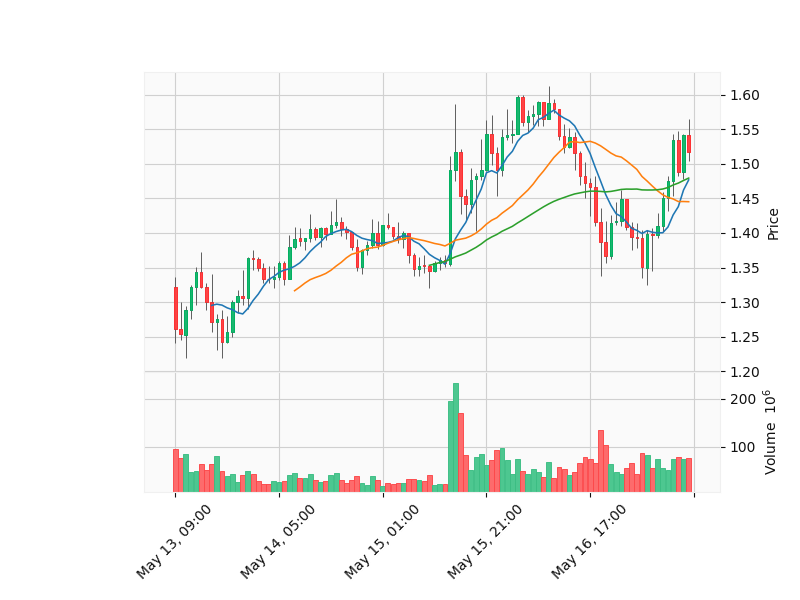 1.60
1.55
1.50
1.45
1.40
1.35
1.30
1.25
1.20
Price
200
100
Volume 10^6
May 13, 09:00
May 14, 05:00
May 15, 01:00
May 15, 21:00
May 16, 17:00